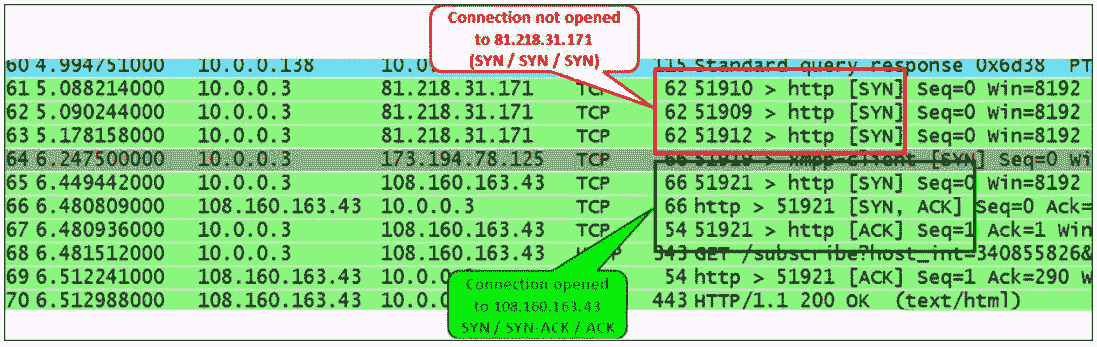 Connection not opened
to 81.218.31.171
(SYN / SYN / SYN)
60 4.994751000 10.0.0.138 10.0. 115 Standard query response 0x6d38 PT
61 5.088214000 10.0.0.3 81.218.31.171 TCP 62 51910 > http [SYN] Seq=0 Win=8192
62 5.090244000 10.0.0.3 81.218.31.171 TCP 62 51909 > http [SYN] Seq=0 Win=8192
63 5.178158000 10.0.0.3 81.218.31.171 TCP 62 51912 > http [SYN] Seq=0 Win=8192
64 6.247500000 10.0.0.3 173.194.78.125 TCP 66 51919 > xmpp-client [SYN] Seq=0 Wi
65 6.449442000 10.0.0.3 108.160.163.43 TCP 66 51921 > http [SYN] Seq=0 Win=8192
66 6.480809000 108.160.163.43 10.0.0.3 TCP 66 http > 51921 [SYN, ACK] Seq=0 Ack=
67 6.480936000 10.0.0.3 108.160.163.43 TCP 54 51921 > http [ACK] Seq=1 Ack=1 Win
68 6.481512000 10.0.0.3 108.160.163.43 343 GET /subscribe?host_int=340855826&
69 6.512241000 108.160.163.43 10.0.0. 54 http > 51921 [ACK] Seq=1 Ack=290 W
70 6.512988000 108.160.163.43 10.0.0. 443 HTTP/1.1 200 OK (text/html)
Connection opened
to 108.160.163.43
SYN / SYN-ACK / ACK